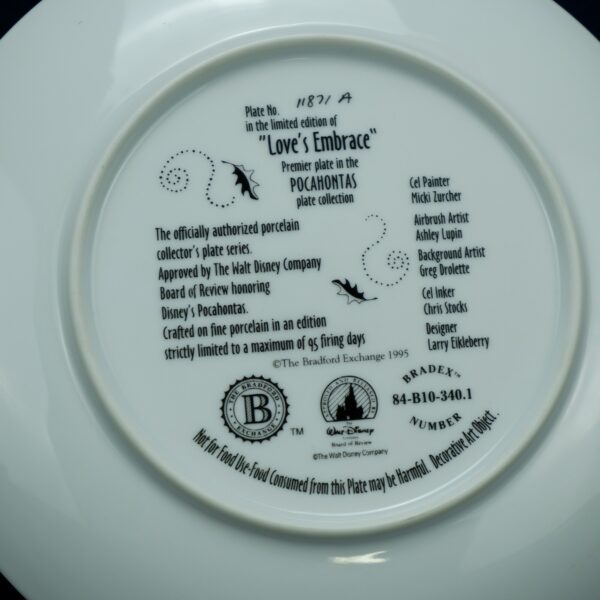 Plate No. 11871 A
in the limited edition of
"Love's Embrace"
Premier plate in the
POCAHONTAS
plate collection
The officially authorized porcelain
collector's plate series.
Approved by The Walt Disney Company
Board of Review honoring
Disney's Pocahontas.
Crafted on fine porcelain in an edition
strictly limited to a maximum of 95 firing days
Cel Painter
Micki Zurcher
Airbrush Artist
Ashley Lupin
Background Artist
Greg Drolette
Cel Inker
Chris Stocks
Designer
Larry Eikleberry
©The Bradford Exchange 1995
THE BRADFORD
B
EXCHANGE
TM
The
Walt Disney
Company
Board of Review
©The Walt Disney Company
BRADEX™
84-B10-340.1
NUMBER
Not for Food Use-Food Consumed from this Plate may be Harmful. Decorative Art Object.